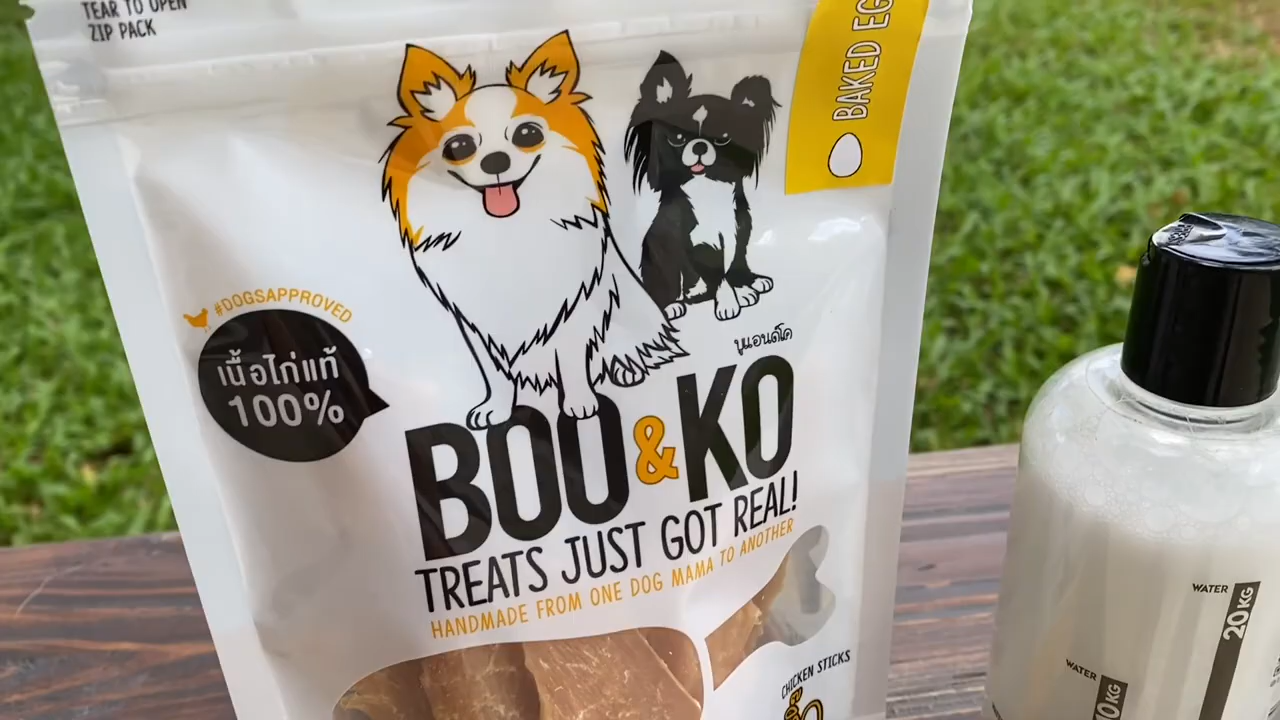 TEAR TO OPEN
ZIP PACK
BAKED EG
#DOGSAPPROVED
เนื้อไก่แท้
100%
บูแอนด์โค
BOO & KO
TREATS JUST GOT REAL!
HANDMADE FROM ONE DOG MAMA TO ANOTHER
CHICKEN STICKS
WATER
20KG
WATER
0KG